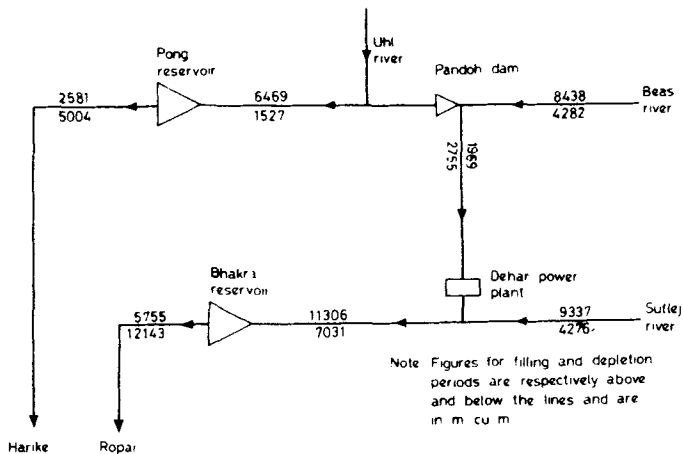 Uhl
river
Pong
reservoir
Pandoh dam
2581
5004
6469
1527
8438
4282
Beas
river
1969
2755
Bhakra
reservoir
Dehar power
plant
5755
12143
11306
7031
9337
4276
Sutlej
river
Note Figures for filling and depletion
periods are respectively above
and below the lines and are
in m cu m
Harike
Ropar